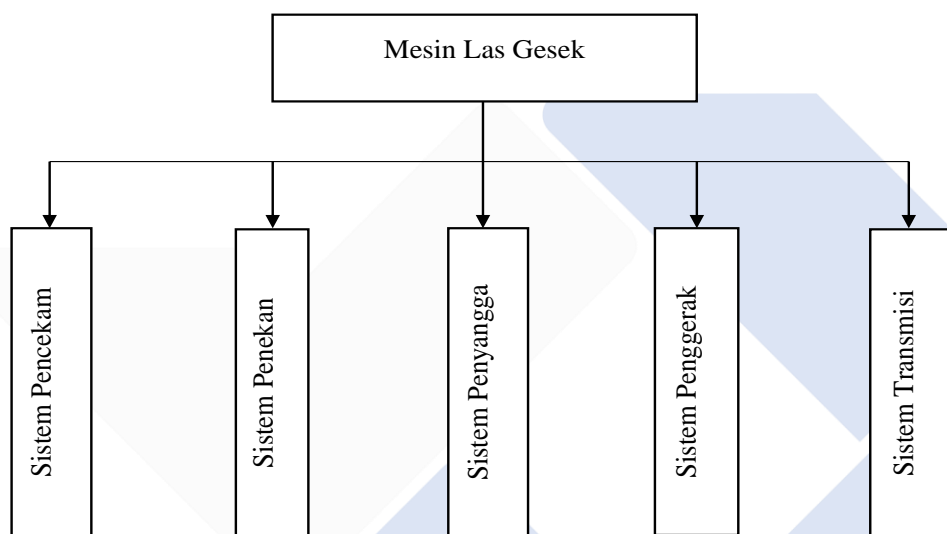 Mesin Las Gesek
Sistem Pencekam
Sistem Penekan
Sistem Penyangga
Sistem Penggerak
Sistem Transmisi